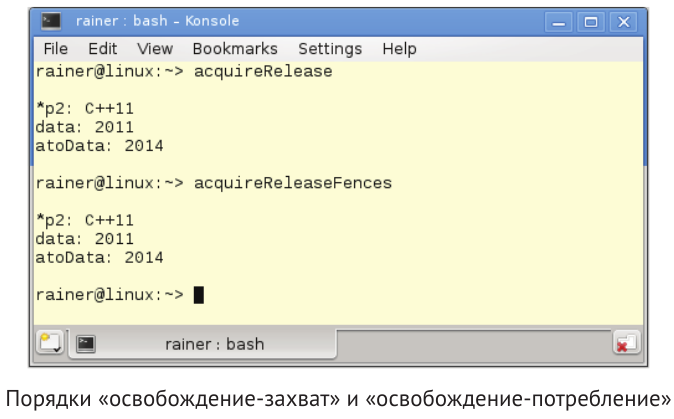 rainer : bash – Konsole
File Edit View Bookmarks Settings Help
rainer@linux:~> acquireRelease
*p2: C++11
data: 2011
atoData: 2014
rainer@linux:~> acquireReleaseFences
*p2: C++11
data: 2011
atoData: 2014
rainer@linux:~>
rainer : bash
Порядки «освобождение-захват» и «освобождение-потребление»